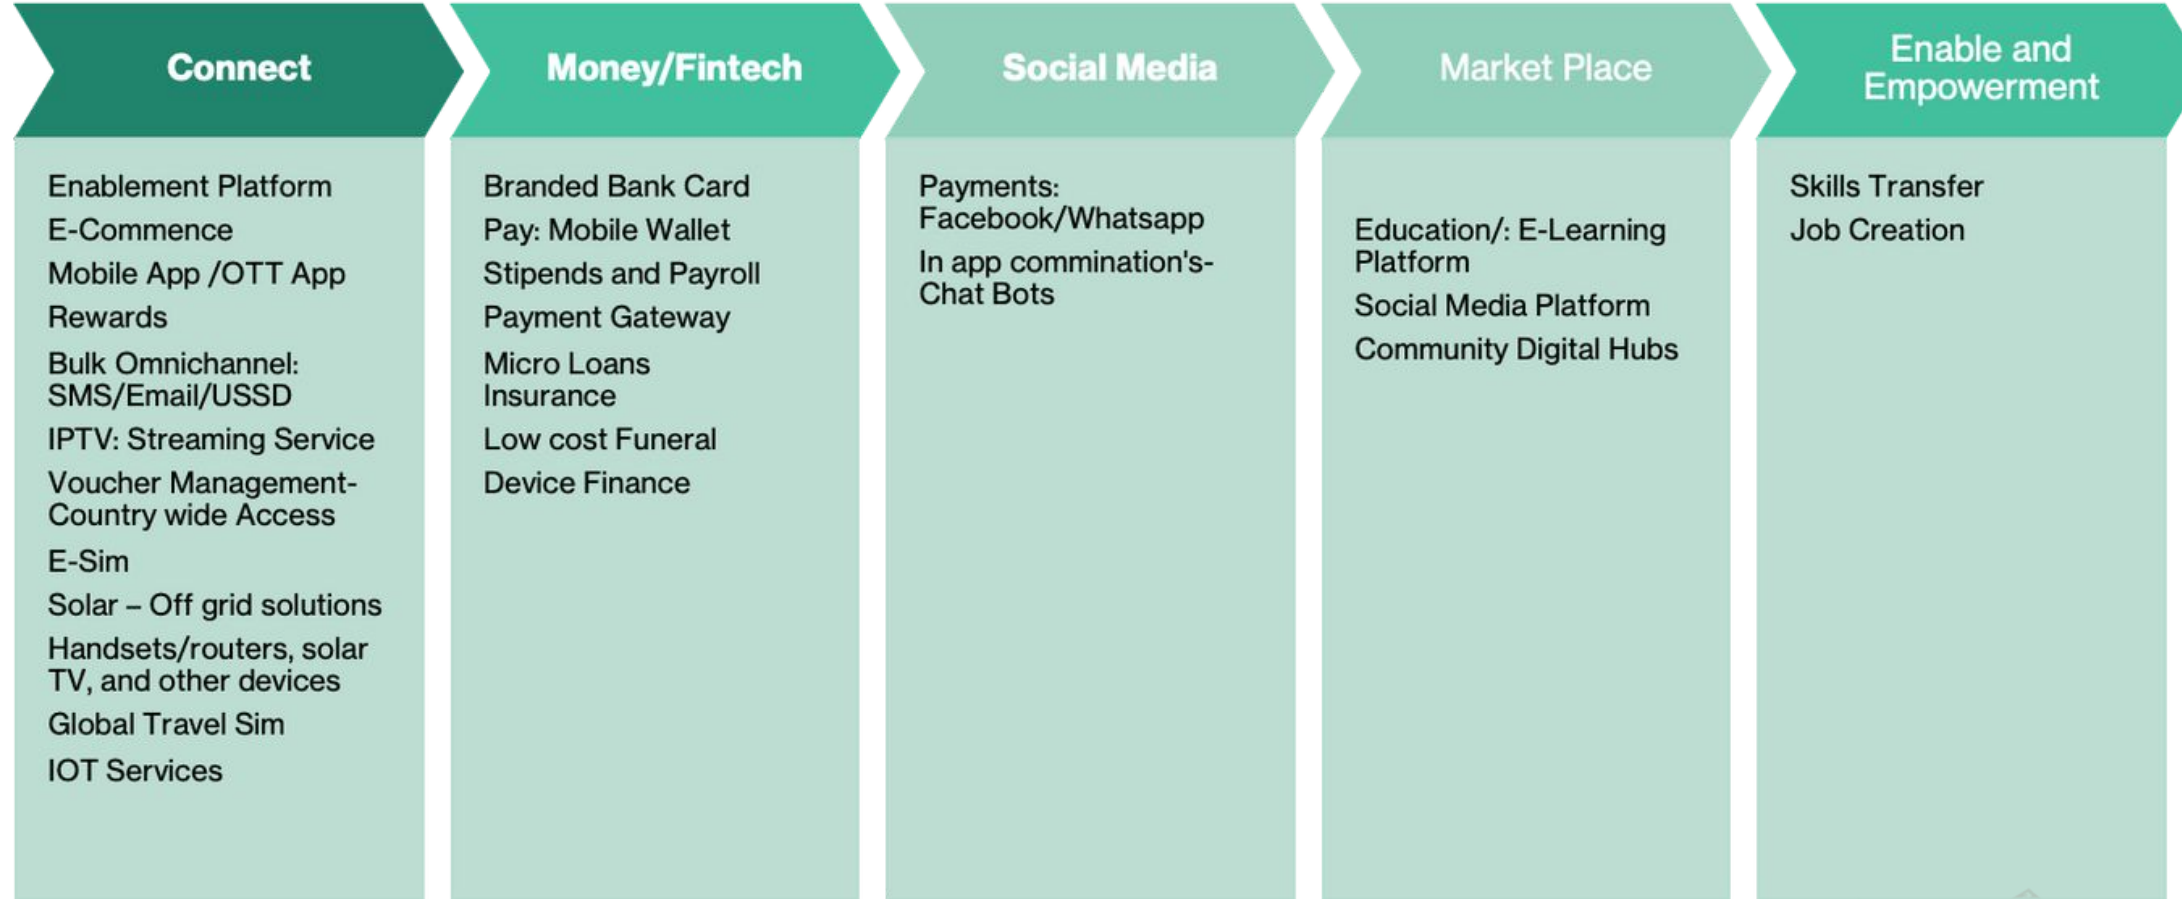 Connect
Enablement Platform
E-Commence
Mobile App /OTT App
Rewards
Bulk Omnichannel:
SMS/Email/USSD
IPTV: Streaming Service
Voucher Management-
Country wide Access
E-Sim
Solar – Off grid solutions
Handsets/routers, solar
TV, and other devices
Global Travel Sim
IOT Services
Money/Fintech
Branded Bank Card
Pay: Mobile Wallet
Stipends and Payroll
Payment Gateway
Micro Loans
Insurance
Low cost Funeral
Device Finance
Social Media
Payments:
Facebook/Whatsapp
In app commination's-
Chat Bots
Market Place
Education/: E-Learning
Platform
Social Media Platform
Community Digital Hubs
Enable and
Empowerment
Skills Transfer
Job Creation